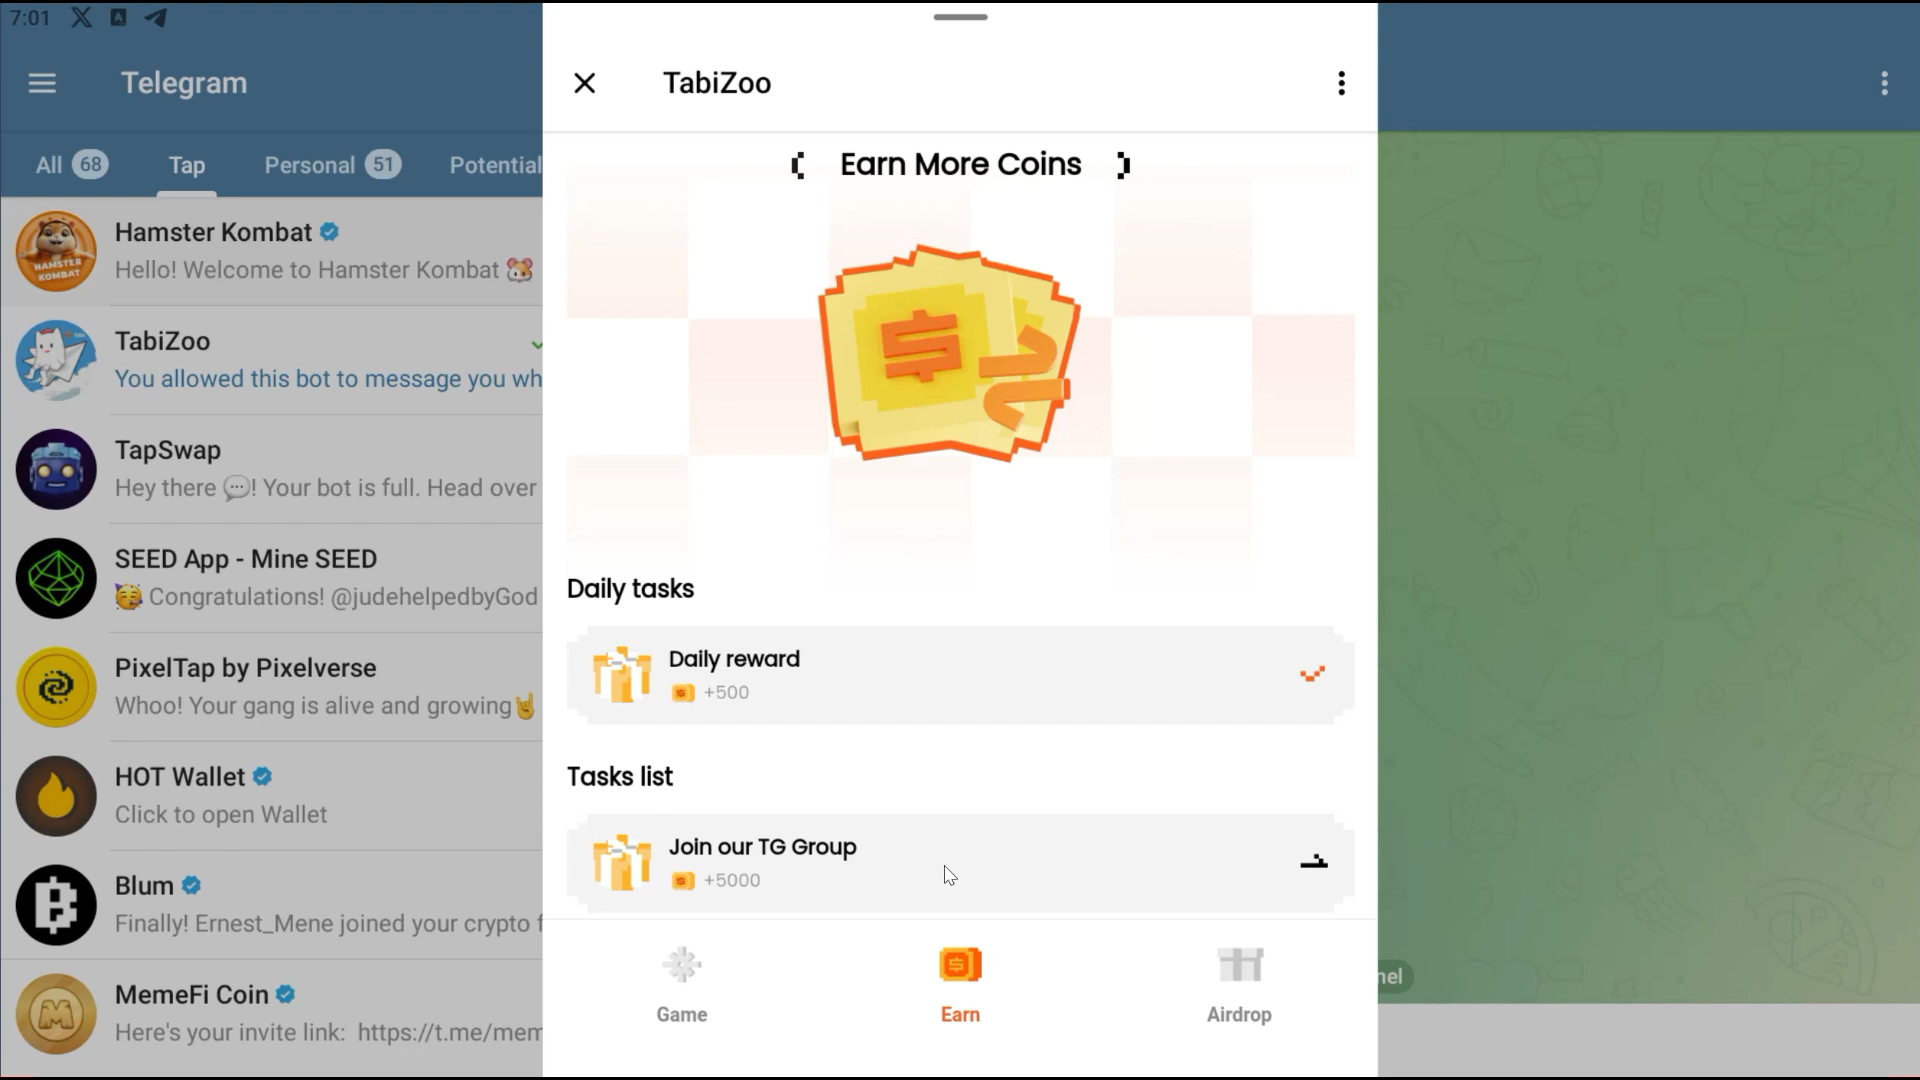 7:01
Telegram
All 68 Tap Personal 51 Potential
Hamster Kombat
Hello! Welcome to Hamster Kombat 🐹
HAMSTER
KOMBAT
TabiZoo
You allowed this bot to message you wh
TapSwap
Hey there 💬! Your bot is full. Head over
SEED App - Mine SEED
🥳 Congratulations! @judehelpedbyGod
PixelTap by Pixelverse
Whoo! Your gang is alive and growing🤘
HOT Wallet
Click to open Wallet
Blum
Finally! Ernest_Mene joined your crypto f
MemeFi Coin
Here's your invite link: https://t.me/mem
TabiZoo
Earn More Coins
Daily tasks
Daily reward
+500
Tasks list
Join our TG Group
+5000
Game
Earn
Airdrop
nel